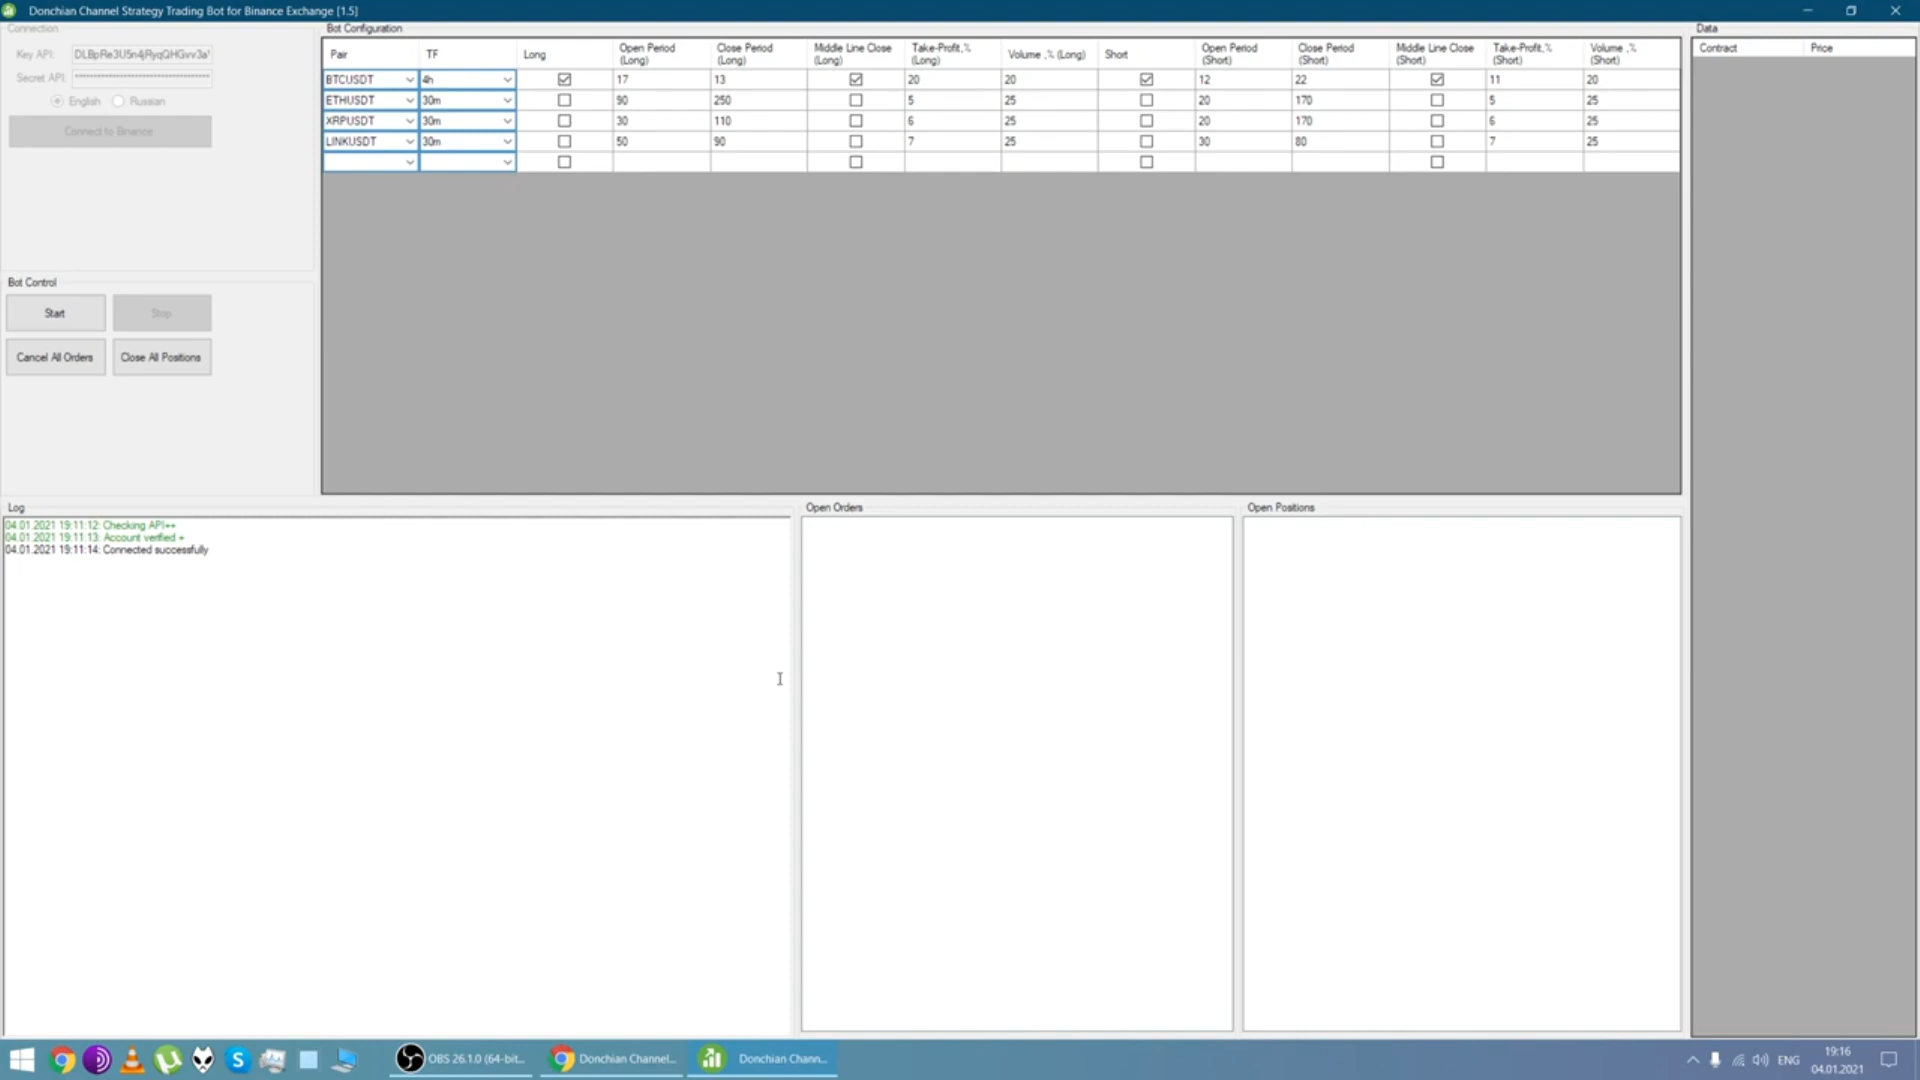 Donchian Channel Strategy Trading Bot for Binance Exchange [1.5]
Connection
Key API:
Secret API: ************************************
English Russian
Connect to Binance
Bot Control
Start Stop
Cancel All Orders Close All Positions
Bot Configuration
Pair TF Long Open Period (Long) Close Period (Long) Middle Line Close (Long) Take-Profit,% (Long) Volume ,% (Long) Short Open Period (Short) Close Period (Short) Middle Line Close (Short) Take-Profit,% (Short) Volume ,% (Short)
BTCUSDT 4h 17 13 20 20 12 22 11 20
ETHUSDT 30m 90 250 5 25 20 170 5 25
XRPUSDT 30m 30 110 6 25 20 170 6 25
LINKUSDT 30m 50 90 7 25 30 80 7 25
Data
Contract Price
Log
04.01.2021 19:11:12: Checking API++
04.01.2021 19:11:13: Account verified +
04.01.2021 19:11:14: Connected successfully
Open Orders
Open Positions
OBS 26.1.0 (64-bit... Donchian Channel... Donchian Chann...
ENG
19:16
04.01.2021